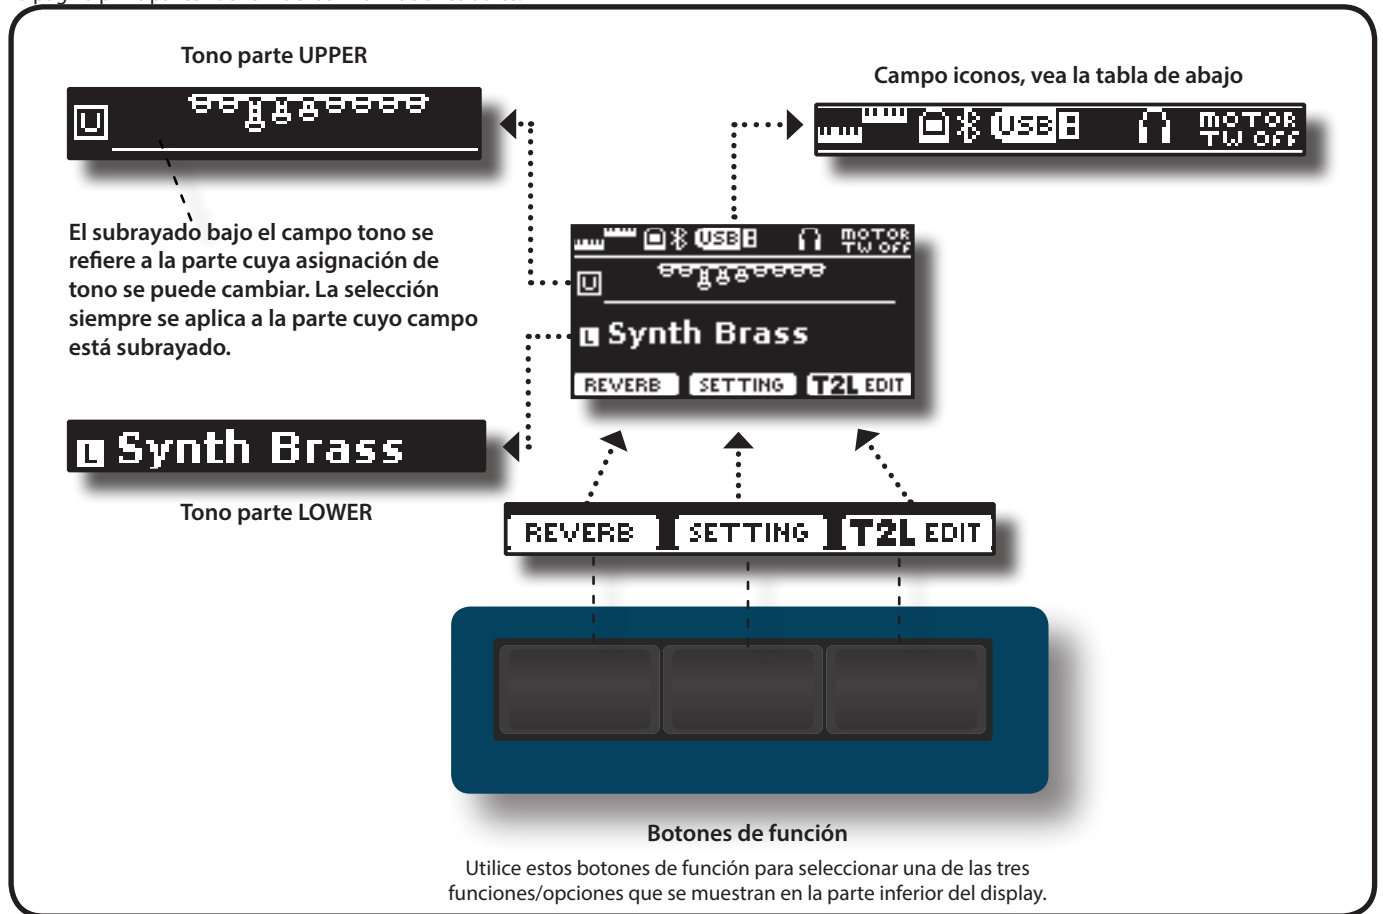 Tono parte UPPER
Campo iconos, vea la tabla de abajo
U
USB
MOTOR
TW OFF
El subrayado bajo el campo tono se
refiere a la parte cuya asignación de
tono se puede cambiar. La selección
siempre se aplica a la parte cuyo campo
está subrayado.
USB
MOTOR
TW OFF
U
L Synth Brass
REVERB SETTING T2L EDIT
L Synth Brass
Tono parte LOWER
REVERB SETTING T2L EDIT
Botones de función
Utilice estos botones de función para seleccionar una de las tres
funciones/opciones que se muestran en la parte inferior del display.